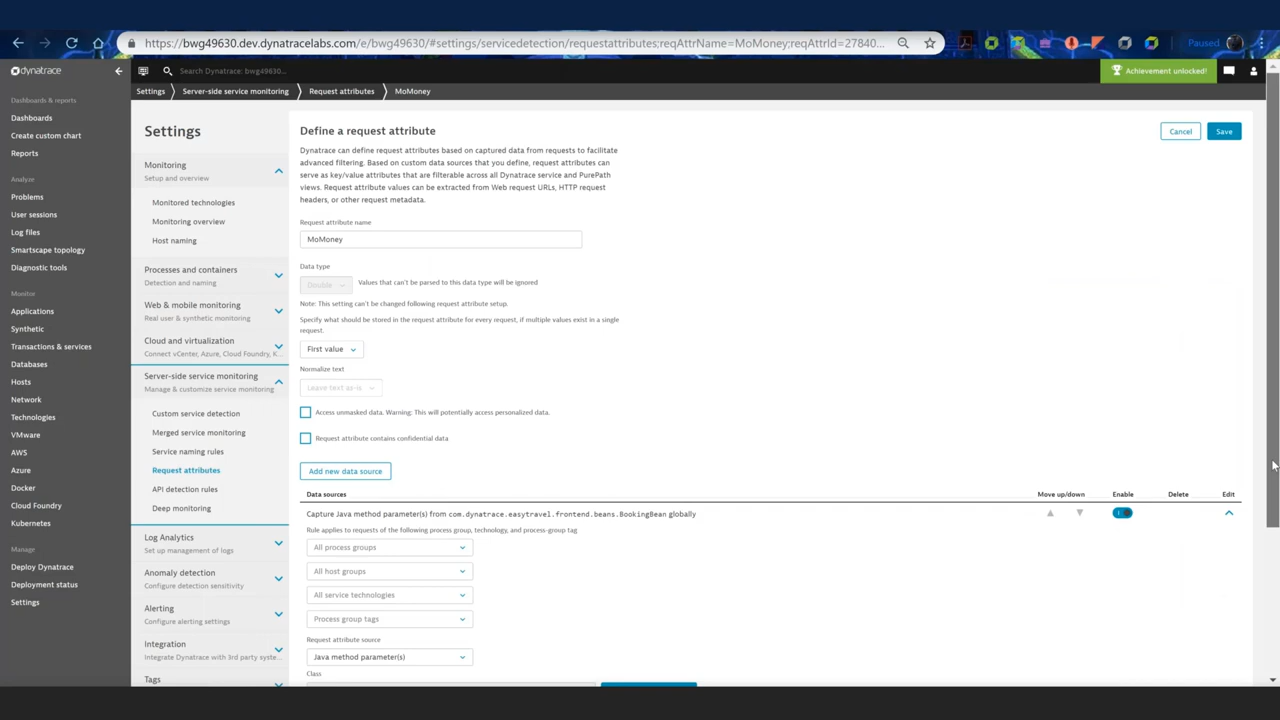 https://bwg49630.dev.dynatracelabs.com/e/bwg49630/#settings/servicedetection/requestattributes;reqAttrName=MoMoney;reqAttrId=27840...
Paused
dynatrace
Search Dynatrace: bwg49630...
Achievement unlocked!
Settings
Server-side service monitoring
Request attributes
MoMoney
Dashboards & reports
Dashboards
Create custom chart
Reports
Analyze
Problems
User sessions
Log files
Smartscape topology
Diagnostic tools
Monitor
Applications
Synthetic
Transactions & services
Databases
Hosts
Network
Technologies
VMware
AWS
Azure
Docker
Cloud Foundry
Kubernetes
Manage
Deploy Dynatrace
Deployment status
Settings
Settings
Monitoring
Setup and overview
Monitored technologies
Monitoring overview
Host naming
Processes and containers
Detection and naming
Web & mobile monitoring
Real user & synthetic monitoring
Cloud and virtualization
Connect vCenter, Azure, Cloud Foundry, K...
Server-side service monitoring
Manage & customize service monitoring
Custom service detection
Merged service monitoring
Service naming rules
Request attributes
API detection rules
Deep monitoring
Log Analytics
Set up management of logs
Anomaly detection
Configure detection sensitivity
Alerting
Configure alerting settings
Integration
Integrate Dynatrace with 3rd party syste...
Tags
Define a request attribute
Cancel
Save
Dynatrace can define request attributes based on captured data from requests to facilitate
advanced filtering. Based on custom data sources that you define, request attributes can
serve as key/value attributes that are filterable across all Dynatrace service and PurePath
views. Request attribute values can be extracted from Web request URLs, HTTP request
headers, or other request metadata.
Request attribute name
MoMoney
Data type
Double
Values that can't be parsed to this data type will be ignored
Note: This setting can't be changed following request attribute setup.
Specify what should be stored in the request attribute for every request, if multiple values exist in a single
request.
First value
Normalize text
Leave text as-is
Access unmasked data. Warning: This will potentially access personalized data.
Request attribute contains confidential data
Add new data source
Data sources
Move up/down
Enable
Delete
Edit
Capture Java method parameter(s) from com.dynatrace.easytravel.frontend.beans.BookingBean globally
Rule applies to requests of the following process group, technology, and process-group tag
All process groups
All host groups
All service technologies
Process group tags
Request attribute source
Java method parameter(s)
Class